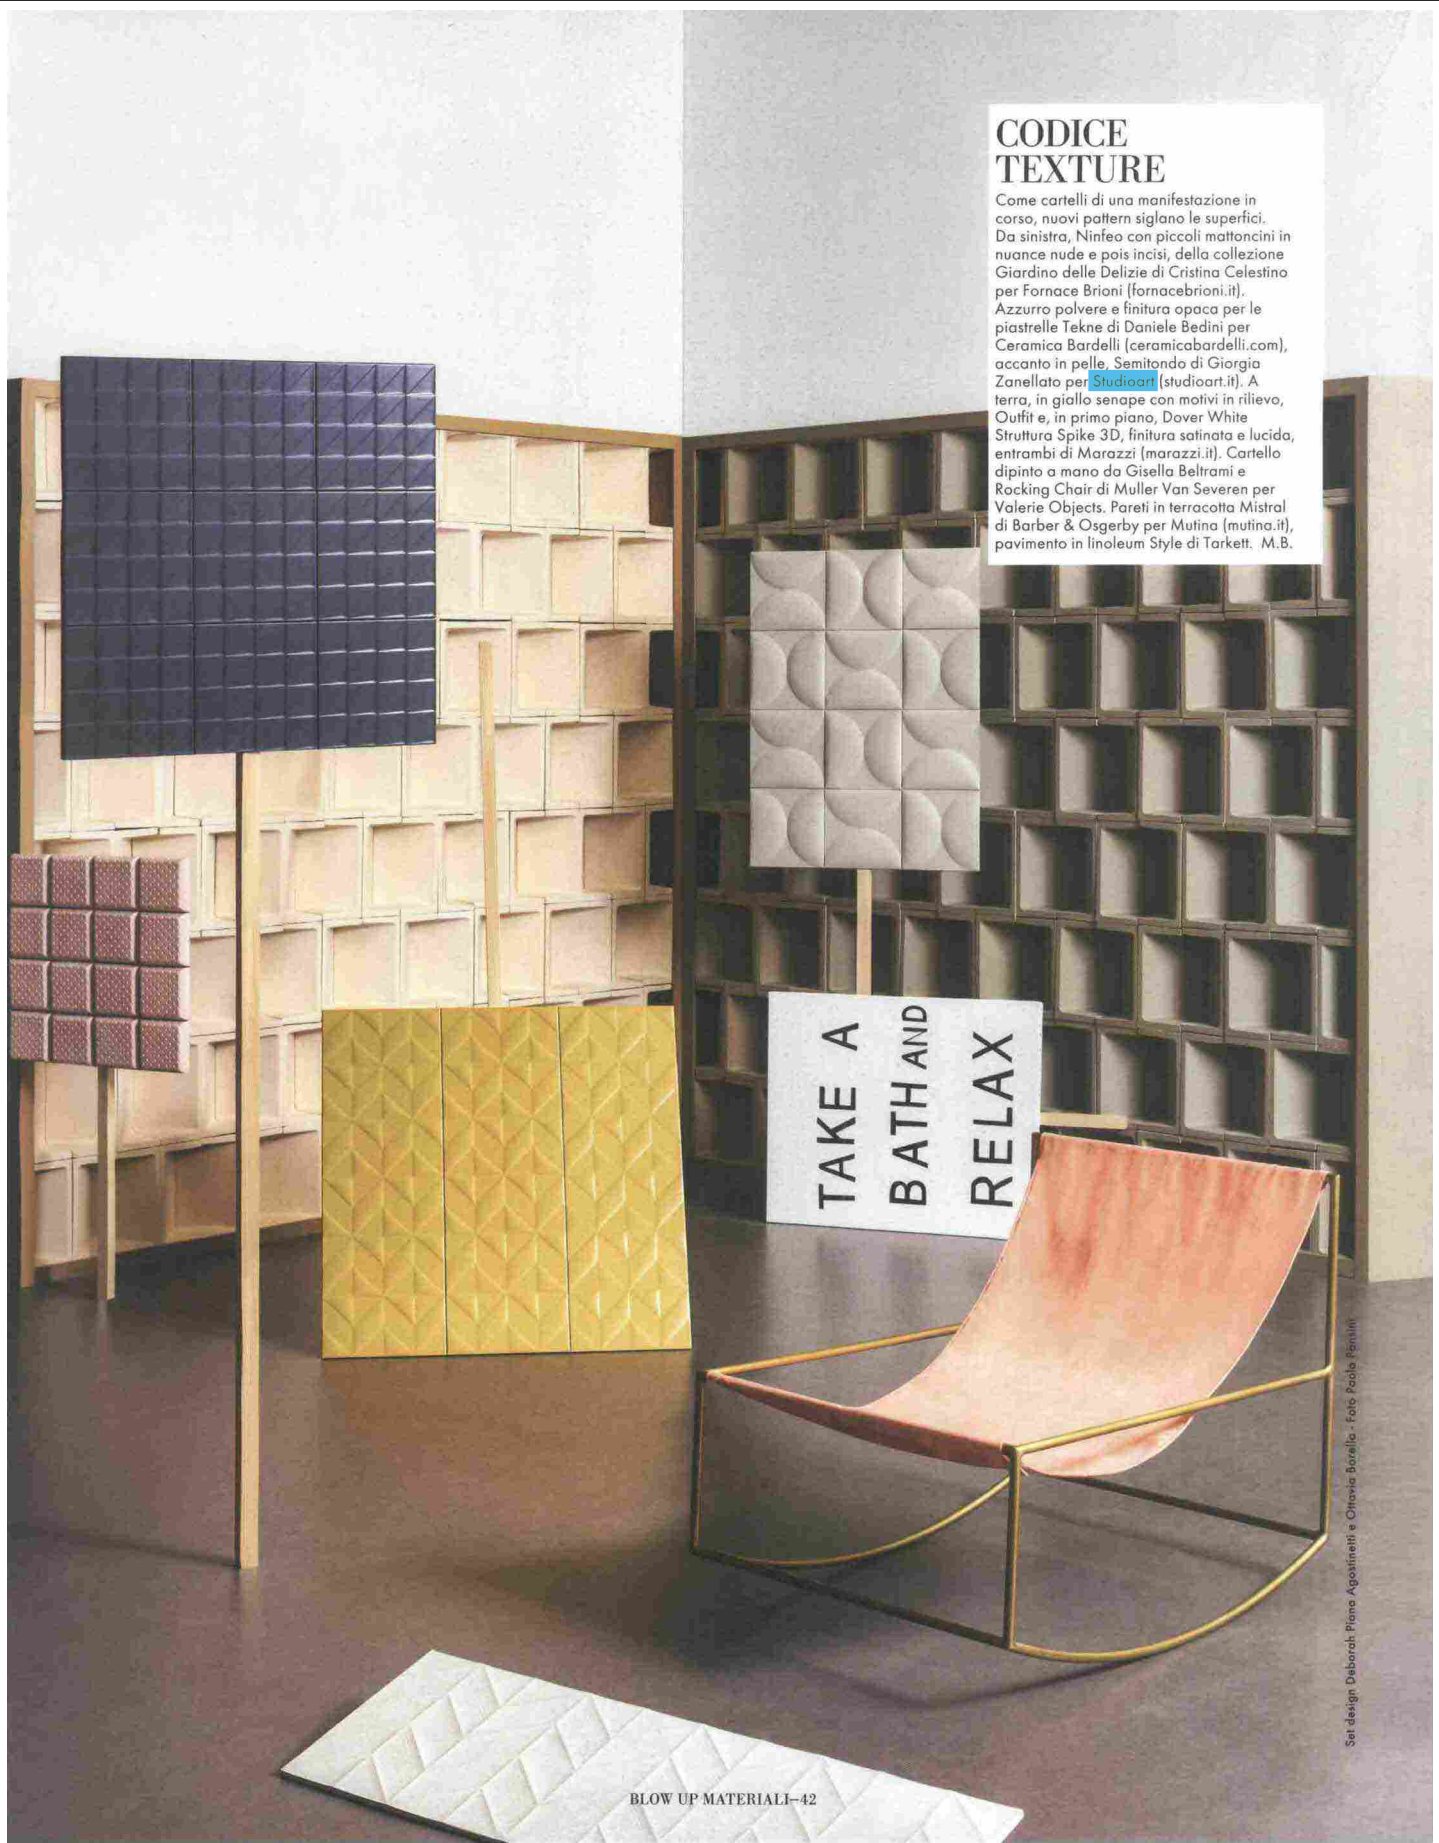 CODICE
TEXTURE
Come cartelli di una manifestazione in
corso, nuovi pattern siglano le superfici.
Da sinistra, Ninfeo con piccoli mattoncini in
nuance nude e pois incisi, della collezione
Giardino delle Delizie di Cristina Celestino
per Fornace Brioni (fornacebrioni.it).
Azzurro polvere e finitura opaca per le
piastrelle Tekne di Daniele Bedini per
Ceramica Bardelli (ceramicabardelli.com),
accanto in pelle, Semitondo di Giorgia
Zanellato per Studioart (studioart.it). A
terra, in giallo senape con motivi in rilievo,
Outfit e, in primo piano, Dover White
Struttura Spike 3D, finitura satinata e lucida,
entrambi di Marazzi (marazzi.it). Cartello
dipinto a mano da Gisella Beltrami e
Rocking Chair di Muller Van Severen per
Valerie Objects. Pareti in terracotta Mistral
di Barber & Osgerby per Mutina (mutina.it),
pavimento in linoleum Style di Tarkett. M.B.
TAKE A
BATH AND
RELAX
Set design Deborah Piana Agostinetti e Ottavia Borella - Foto Paola Pansini
BLOW UP MATERIALI–42